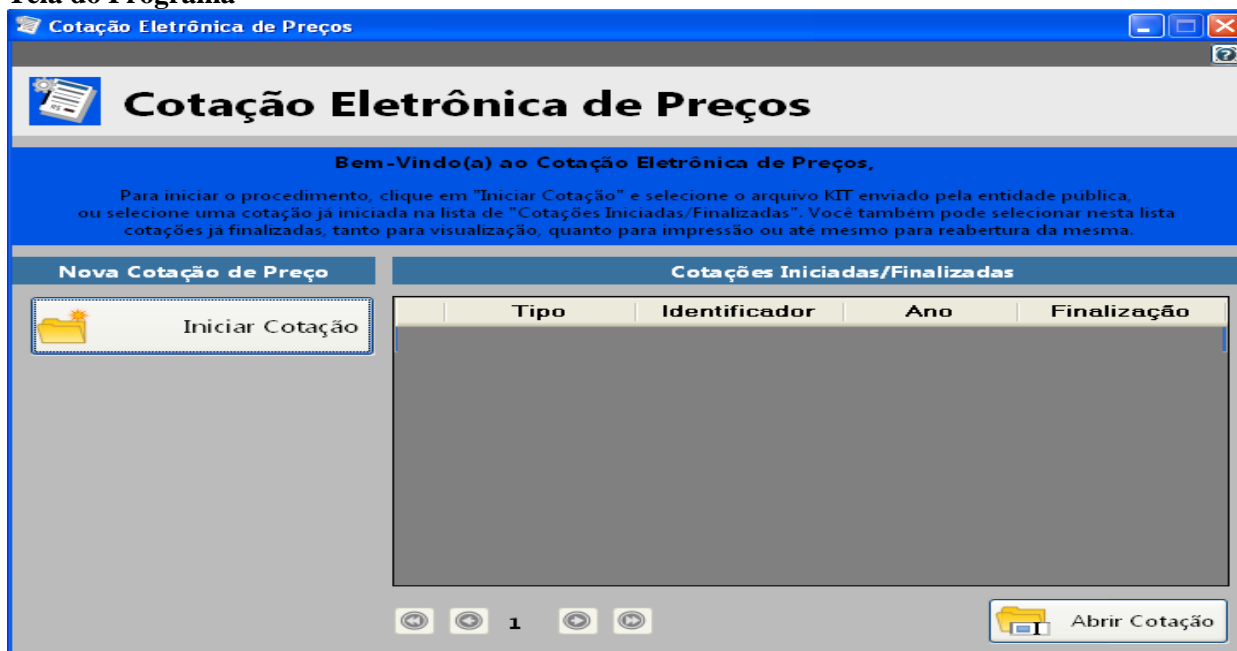 Tela do Programa
Cotação Eletrônica de Preços
Cotação Eletrônica de Preços
Bem-Vindo(a) ao Cotação Eletrônica de Preços,
Para iniciar o procedimento, clique em "Iniciar Cotação" e selecione o arquivo KIT enviado pela entidade pública,
ou selecione uma cotação já iniciada na lista de "Cotações Iniciadas/Finalizadas". Você também pode selecionar nesta lista
cotações já finalizadas, tanto para visualização, quanto para impressão ou até mesmo para reabertura da mesma.
Nova Cotação de Preço
Cotações Iniciadas/Finalizadas
Iniciar Cotação
Tipo Identificador Ano Finalização
1
Abrir Cotação